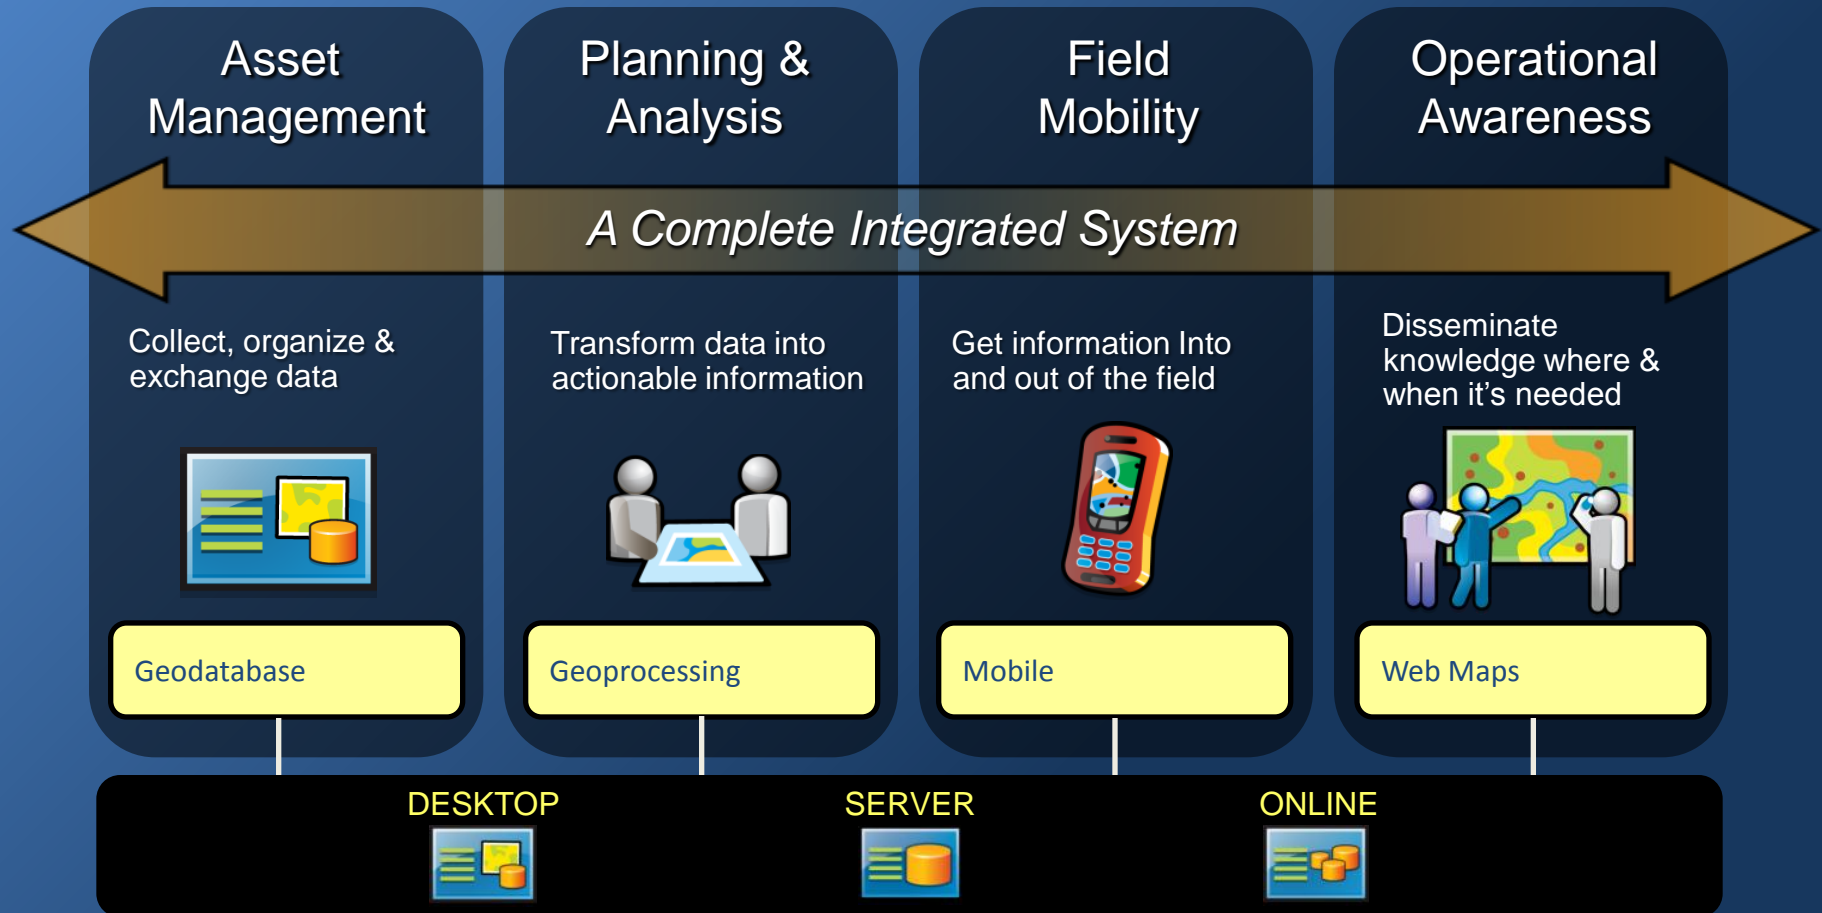 Asset
Management
Planning &
Analysis
Field
Mobility
Operational
Awareness
A Complete Integrated System
Collect, organize &
exchange data
Transform data into
actionable information
Get information Into
and out of the field
Disseminate
knowledge where &
when it’s needed
Geodatabase
Geoprocessing
Mobile
Web Maps
DESKTOP
SERVER
ONLINE